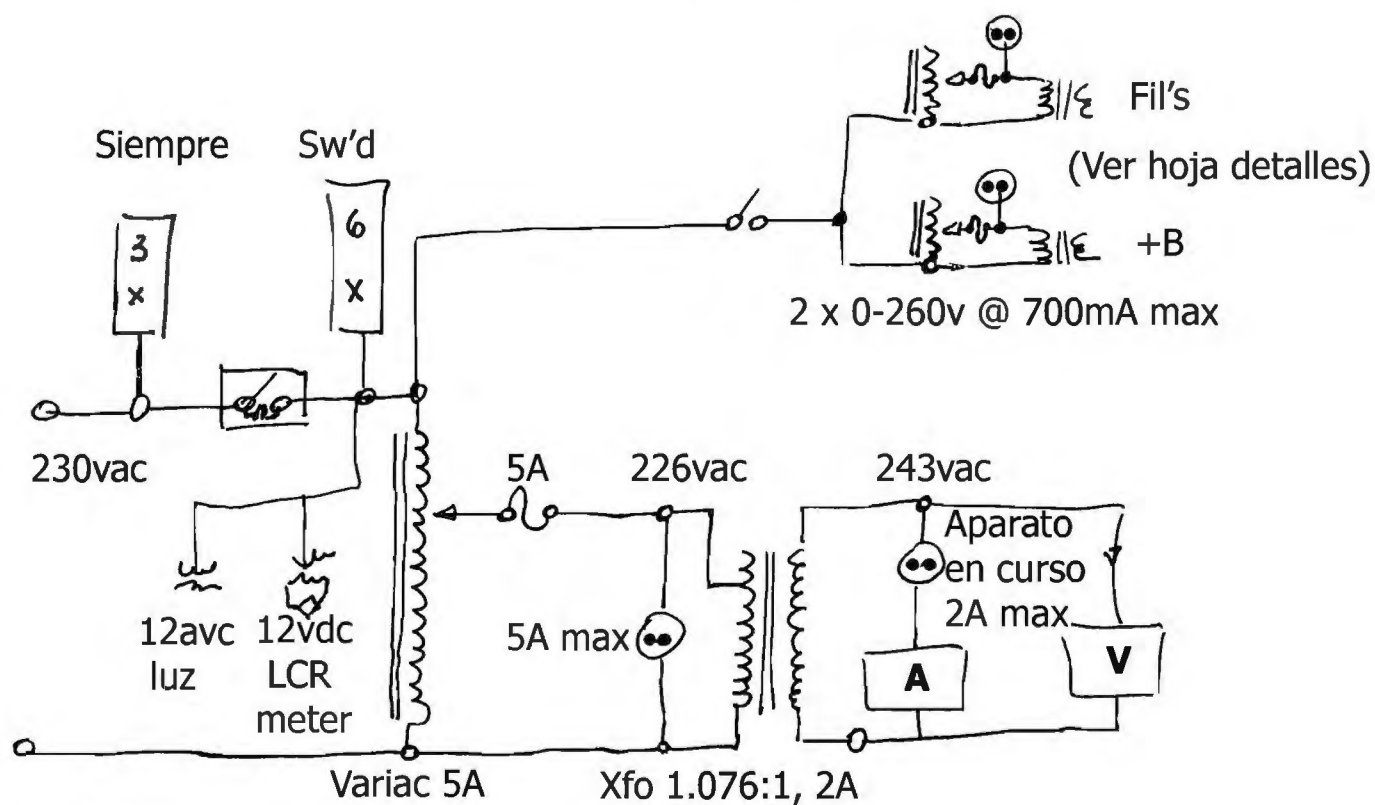 Fil's
(Ver hoja detalles)
+B
2 x 0-260v @ 700mA max
Siempre
Sw'd
3
x
6
X
230vac
12avc
luz
12vdc
LCR
meter
5A
226vac
243vac
5A max
Aparato
en curso
2A max
A
V
Variac 5A
Xfo 1.076:1, 2A